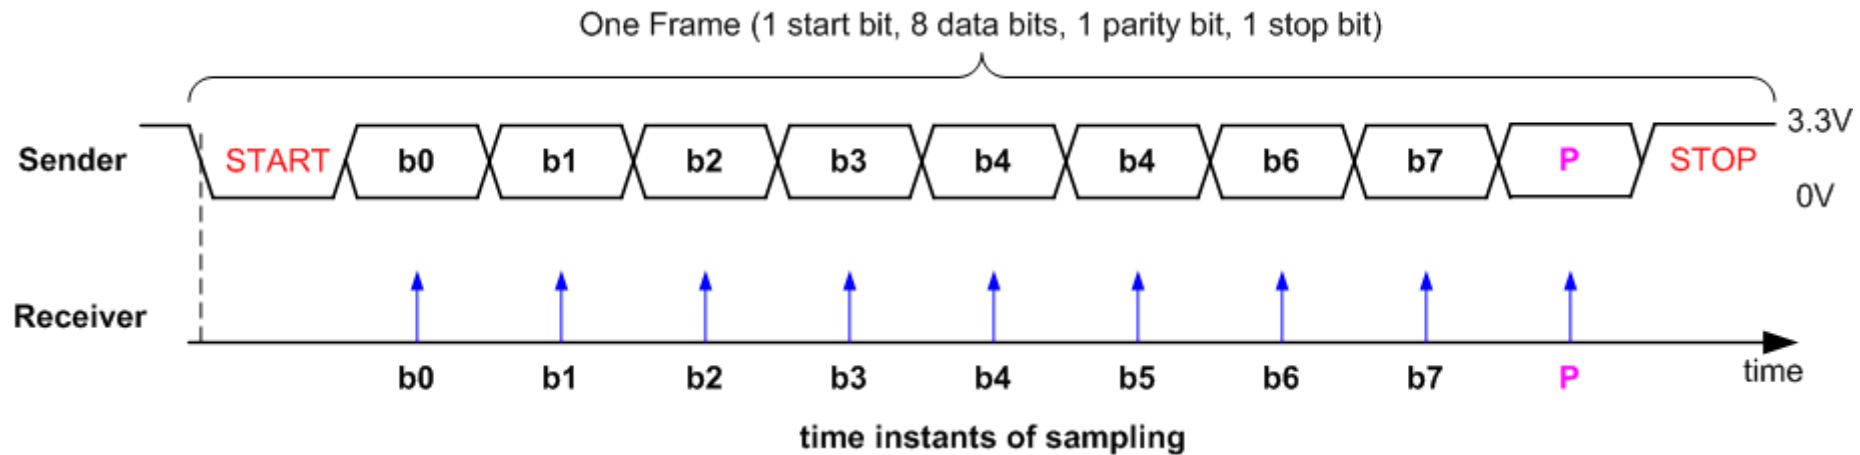 One Frame (1 start bit, 8 data bits, 1 parity bit, 1 stop bit)
3.3V
Sender START b0 b1 b2 b3 b4 b4 b6 b7 P STOP
0V
Receiver
b0 b1 b2 b3 b4 b5 b6 b7 P time
time instants of sampling